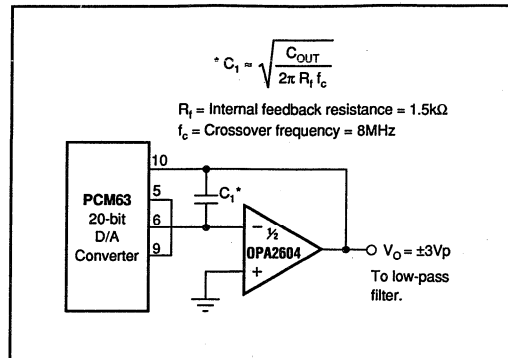 * C₁ ≈ √(C_OUT / 2π R_f f_c)
R_f = Internal feedback resistance = 1.5kΩ
f_c = Crossover frequency = 8MHz
10
PCM63
20-bit
D/A
Converter
5
6
9
C₁*
–
½
OPA2604
+
V_O = ±3Vp
To low-pass
filter.